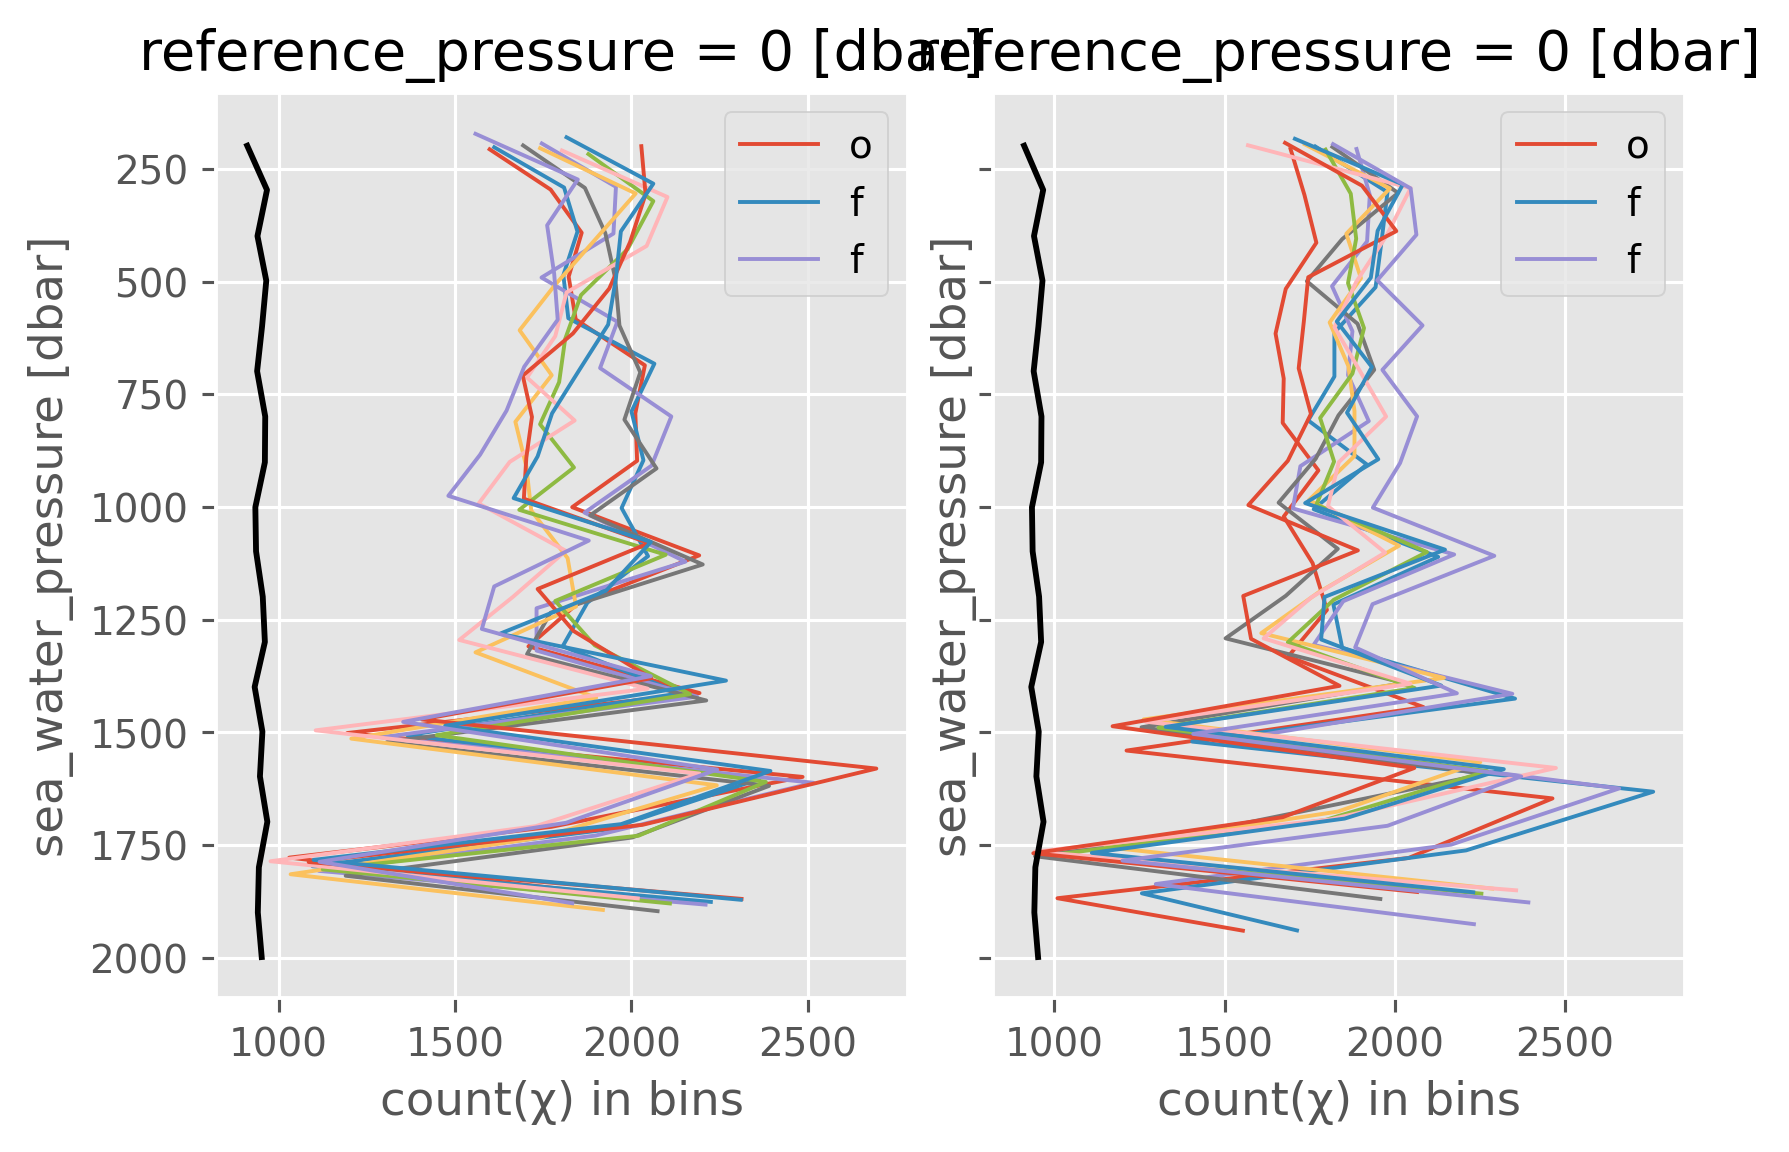 reference_pressure = 0 [dbar]
reference_pressure = 0 [dbar]
sea_water_pressure [dbar]
250
500
750
1000
1250
1500
1750
2000
o
f
f
1000 1500 2000 2500
count(χ) in bins
sea_water_pressure [dbar]
o
f
f
1000 1500 2000 2500
count(χ) in bins